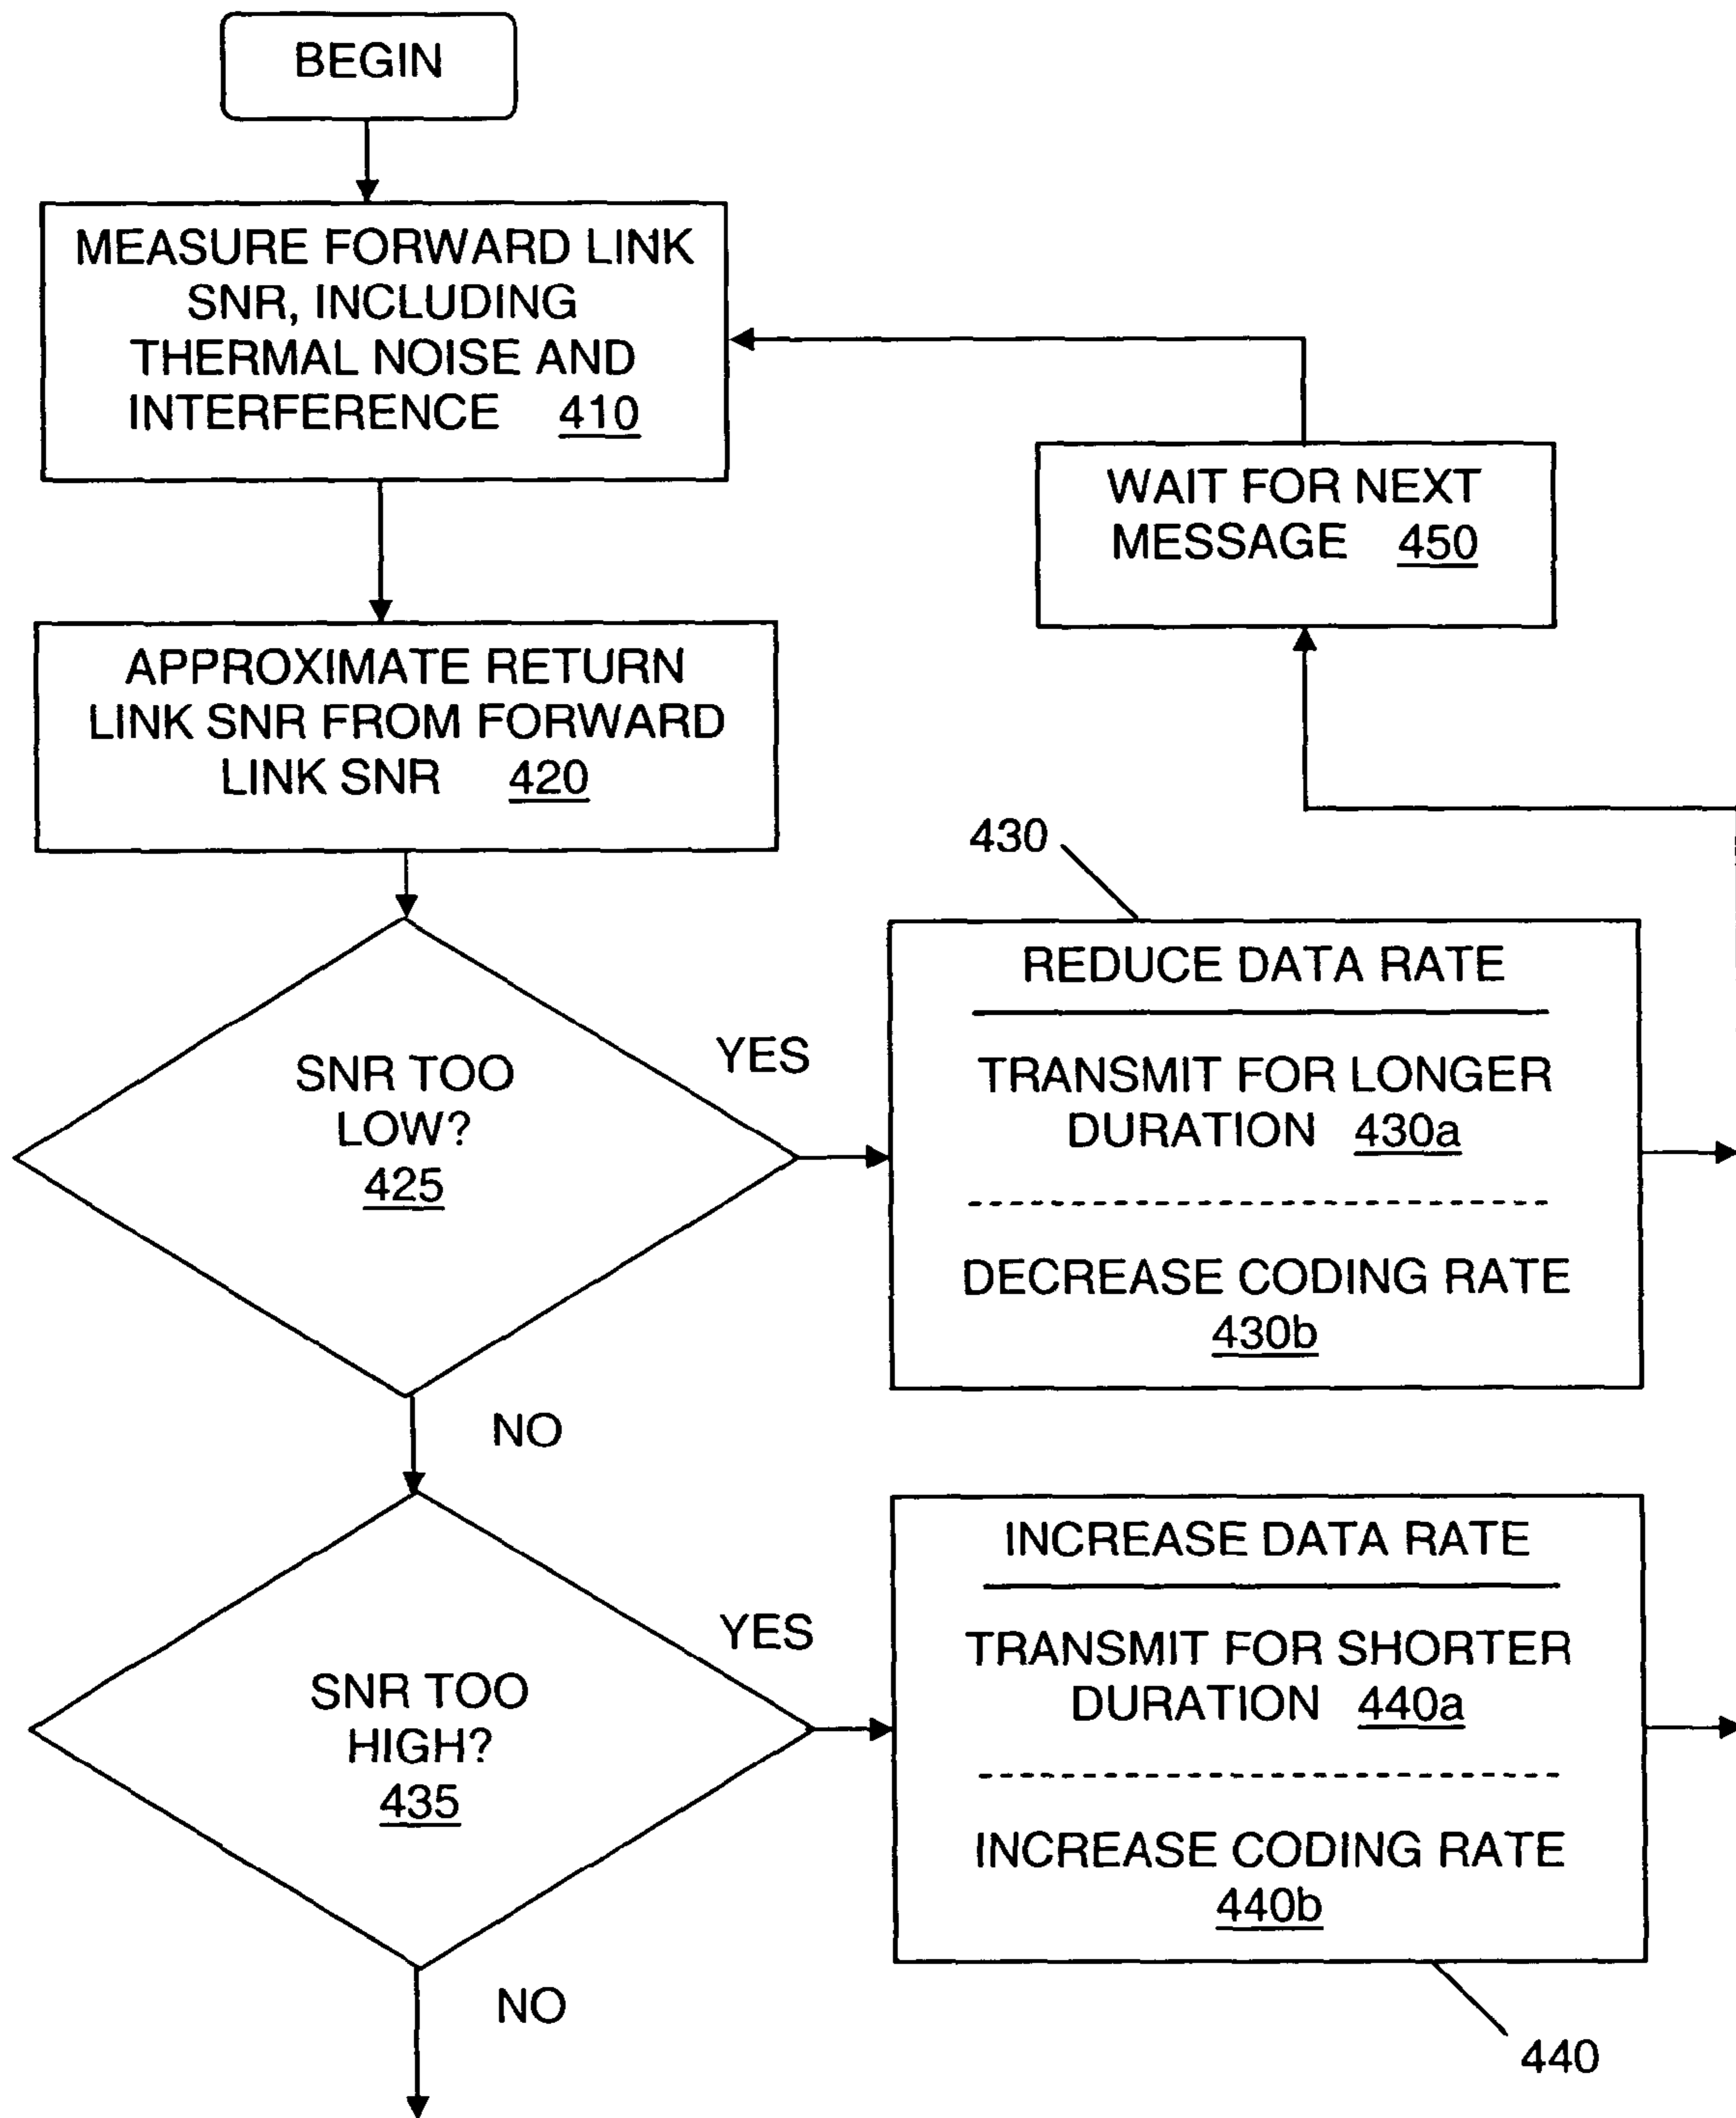 BEGIN
MEASURE FORWARD LINK
SNR, INCLUDING
THERMAL NOISE AND
INTERFERENCE 410
WAIT FOR NEXT
MESSAGE 450
APPROXIMATE RETURN
LINK SNR FROM FORWARD
LINK SNR 420
430
SNR TOO
LOW?
425
YES
REDUCE DATA RATE
TRANSMIT FOR LONGER
DURATION 430a
DECREASE CODING RATE
430b
NO
SNR TOO
HIGH?
435
YES
INCREASE DATA RATE
TRANSMIT FOR SHORTER
DURATION 440a
INCREASE CODING RATE
440b
NO
440